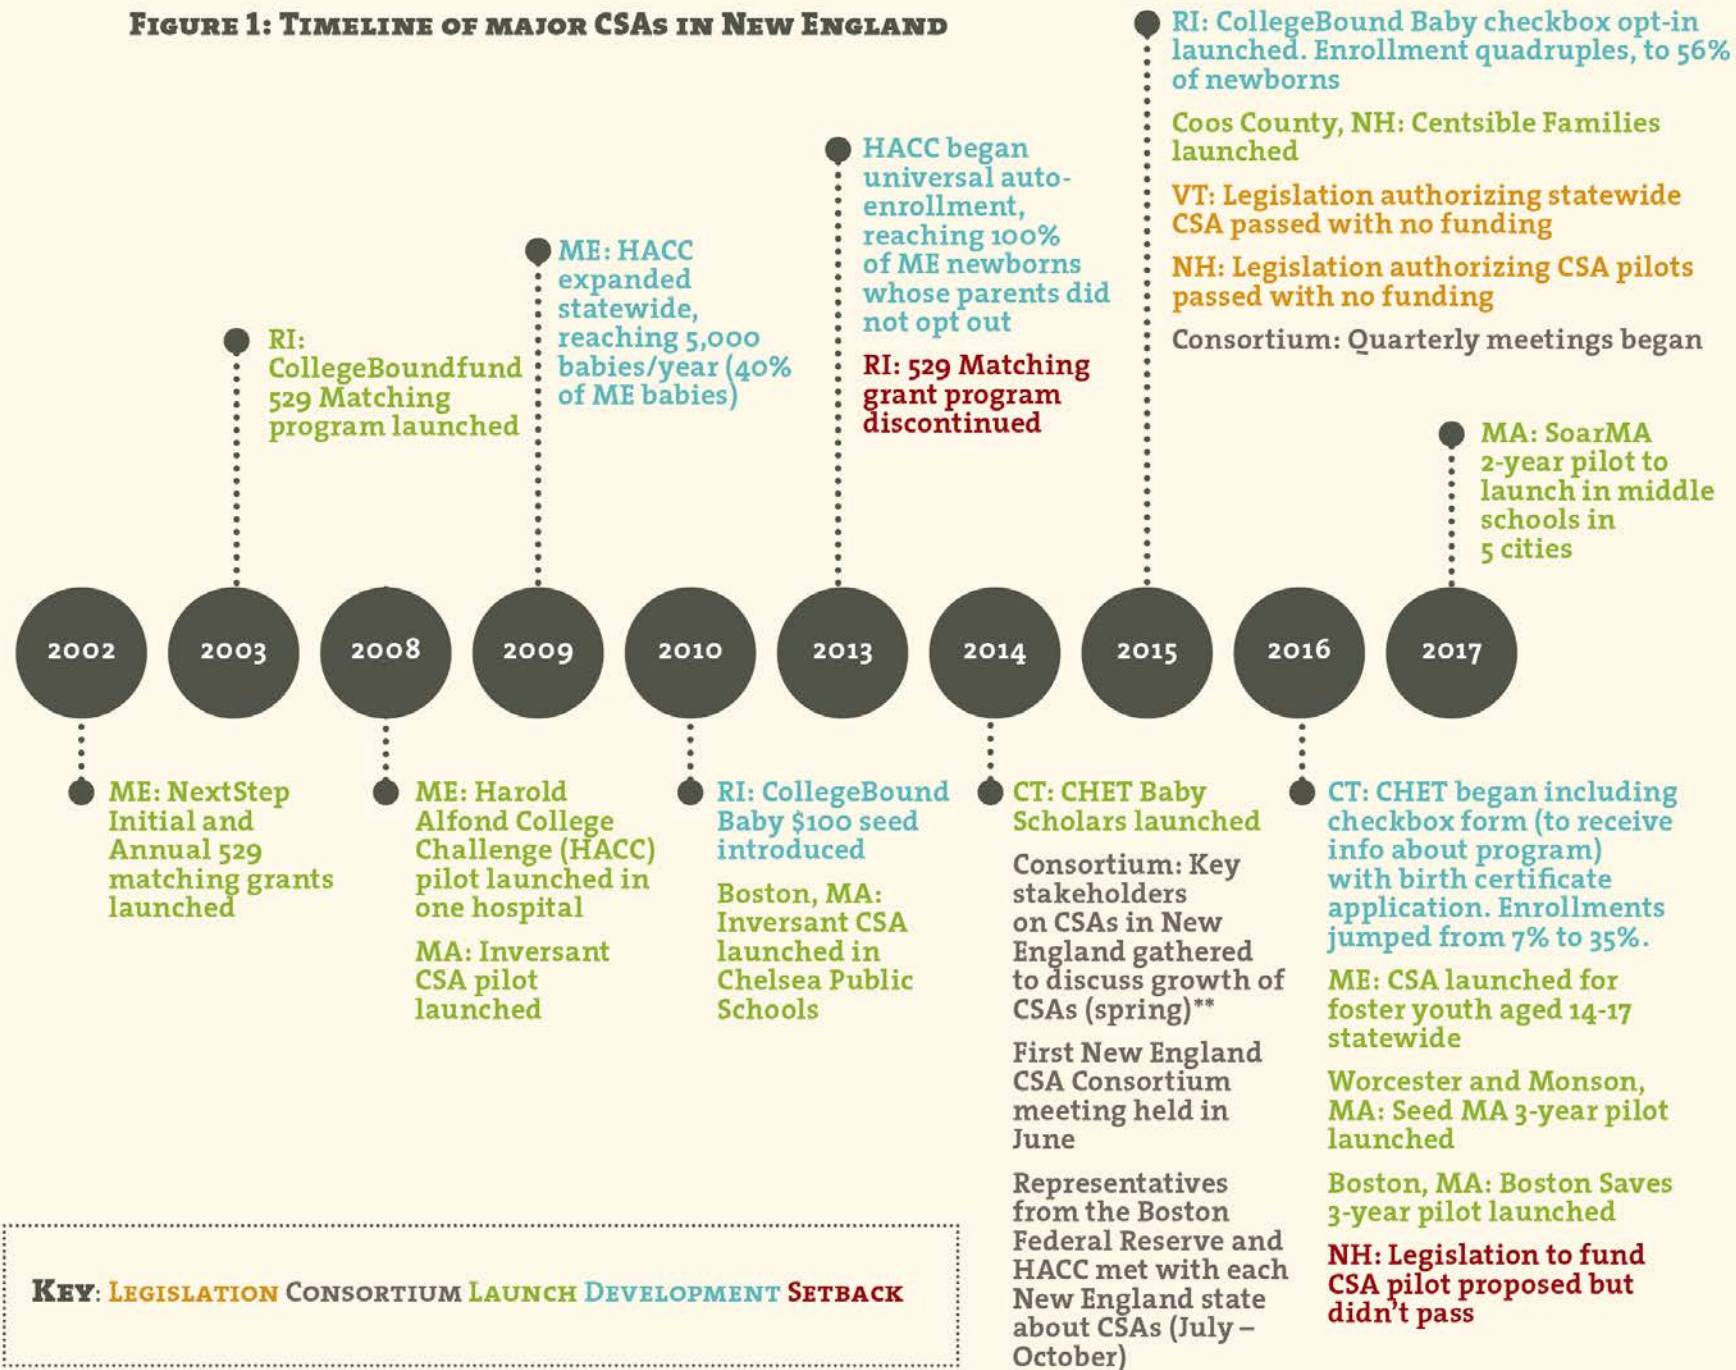 Figure 1: Timeline of major CSAs in New England
RI: CollegeBound Baby checkbox opt-in
launched. Enrollment quadruples, to 56%
of newborns
Coos County, NH: Centsible Families
launched
VT: Legislation authorizing statewide
CSA passed with no funding
NH: Legislation authorizing CSA pilots
passed with no funding
Consortium: Quarterly meetings began
HACC began
universal auto-
enrollment,
reaching 100%
of ME newborns
whose parents did
not opt out
RI: 529 Matching
grant program
discontinued
ME: HACC
expanded
statewide,
reaching 5,000
babies/year (40%
of ME babies)
RI:
CollegeBoundfund
529 Matching
program launched
MA: SoarMA
2-year pilot to
launch in middle
schools in
5 cities
2002
2003
2008
2009
2010
2013
2014
2015
2016
2017
ME: NextStep
Initial and
Annual 529
matching grants
launched
ME: Harold
Alfond College
Challenge (HACC)
pilot launched in
one hospital
MA: Inversant
CSA pilot
launched
RI: CollegeBound
Baby $100 seed
introduced
Boston, MA:
Inversant CSA
launched in
Chelsea Public
Schools
CT: CHET Baby
Scholars launched
Consortium: Key
stakeholders
on CSAs in New
England gathered
to discuss growth of
CSAs (spring)**
First New England
CSA Consortium
meeting held in
June
Representatives
from the Boston
Federal Reserve and
HACC met with each
New England state
about CSAs (July –
October)
CT: CHET began including
checkbox form (to receive
info about program)
with birth certificate
application. Enrollments
jumped from 7% to 35%.
ME: CSA launched for
foster youth aged 14-17
statewide
Worcester and Monson,
MA: Seed MA 3-year pilot
launched
Boston, MA: Boston Saves
3-year pilot launched
NH: Legislation to fund
CSA pilot proposed but
didn't pass
Key: Legislation Consortium Launch Development Setback